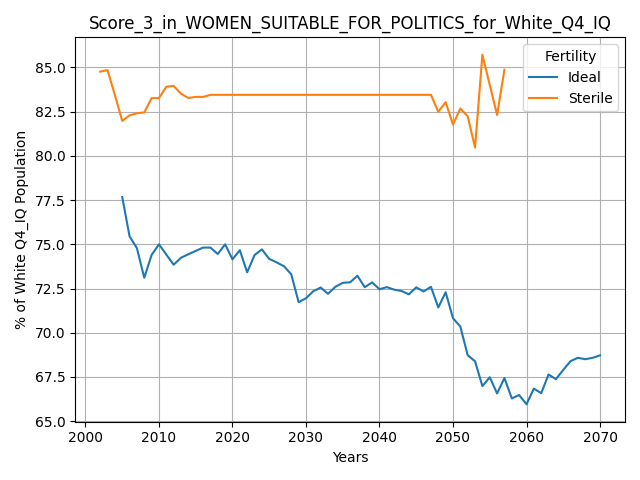 Score_3_in_WOMEN_SUITABLE_FOR_POLITICS_for_White_Q4_IQ
Fertility
Ideal
Sterile
% of White Q4_IQ Population
85.0
82.5
80.0
77.5
75.0
72.5
70.0
67.5
65.0
2000 2010 2020 2030 2040 2050 2060 2070
Years